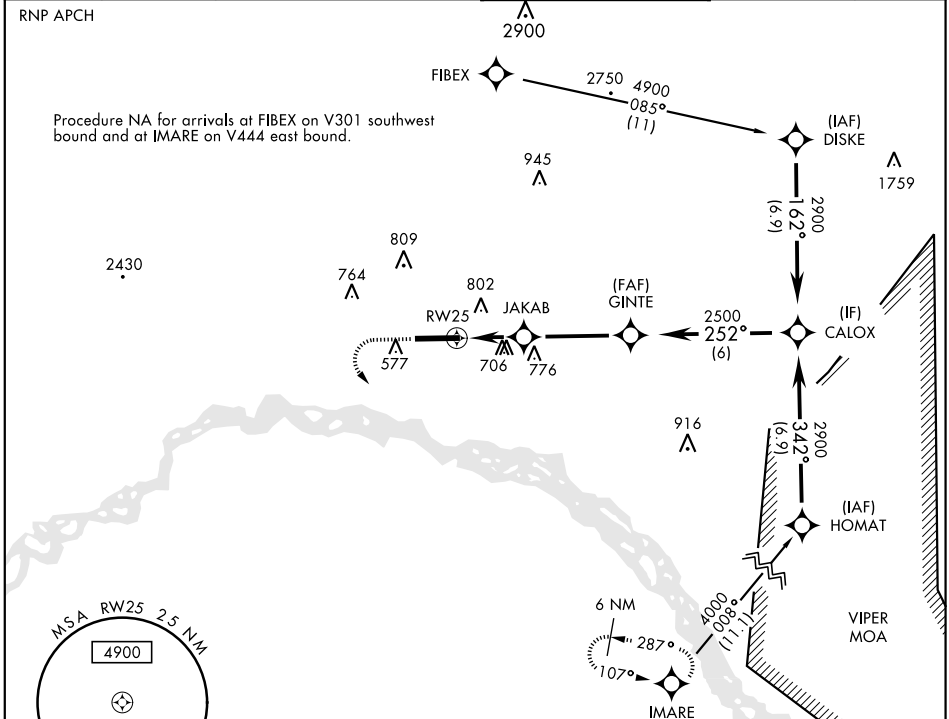 RNP APCH
2900
FIBEX
2750
4900
085°
(11)
(IAF)
DISKE
Procedure NA for arrivals at FIBEX on V301 southwest
bound and at IMARE on V444 east bound.
945
1759
2900
162°
(6.9)
809
2430
764
802
JAKAB
(FAF)
GINTE
RW25
2500
252°
(6)
(IF)
CALOX
577
706
776
916
2900
342°
(6.9)
(IAF)
HOMAT
4000
008°
(11.1)
6 NM
287°
107°
IMARE
VIPER
MOA
MSA RW25 25 NM
4900